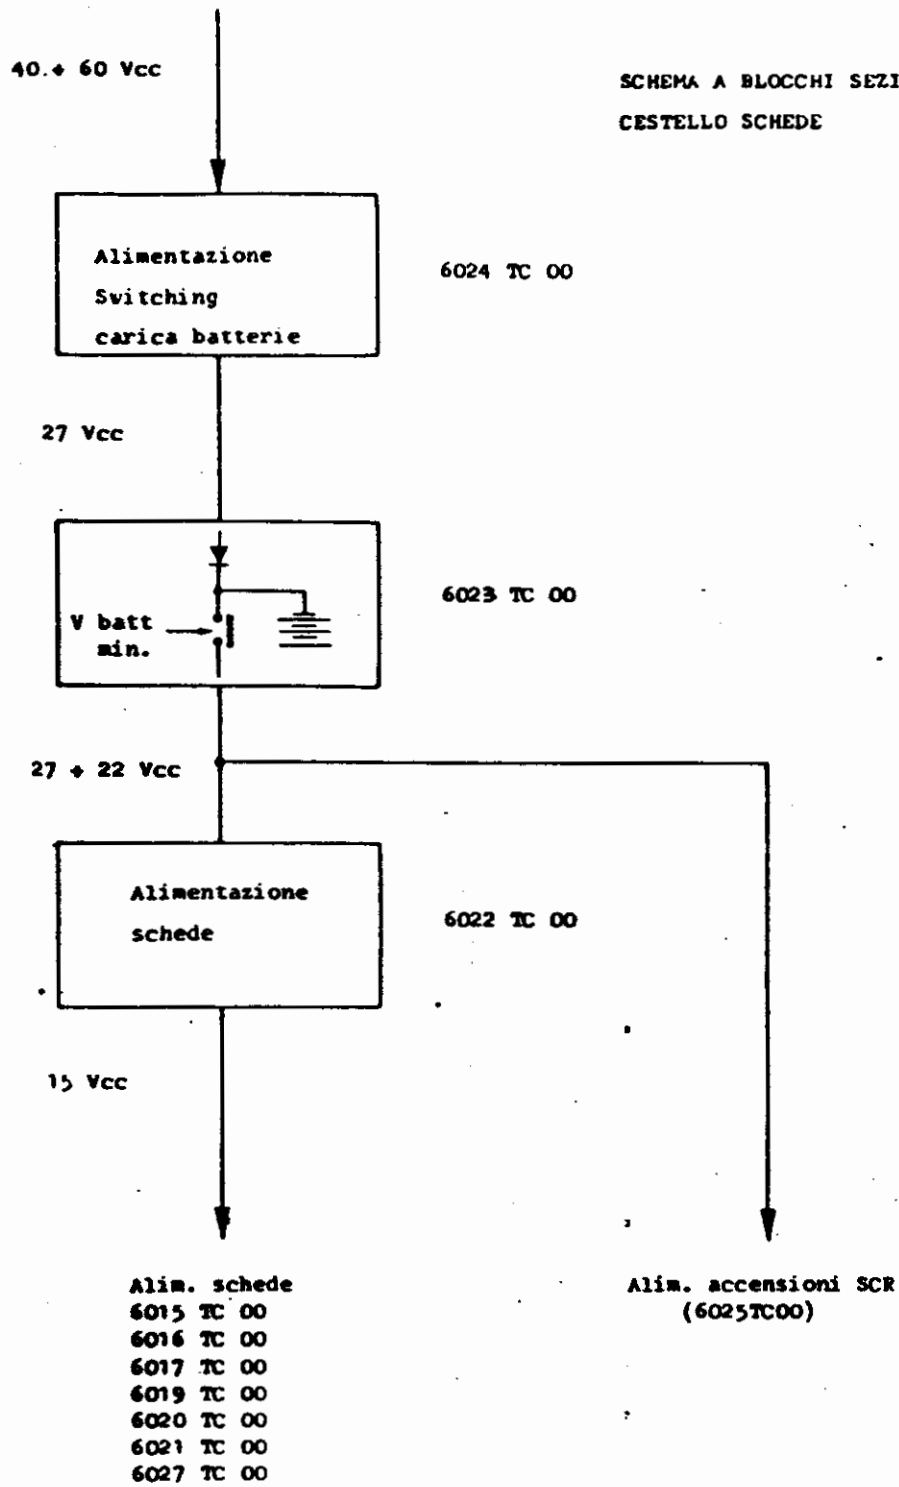 40.÷ 60 Vcc
SCHEMA A BLOCCHI SEZI
CESTELLO SCHEDE
Alimentazione
Switching
carica batterie
6024 TC 00
27 Vcc
V batt
min.
6023 TC 00
27 ÷ 22 Vcc
Alimentazione
schede
6022 TC 00
15 Vcc
Alim. schede
6015 TC 00
6016 TC 00
6017 TC 00
6019 TC 00
6020 TC 00
6021 TC 00
6027 TC 00
Alim. accensioni SCR
(6025TC00)